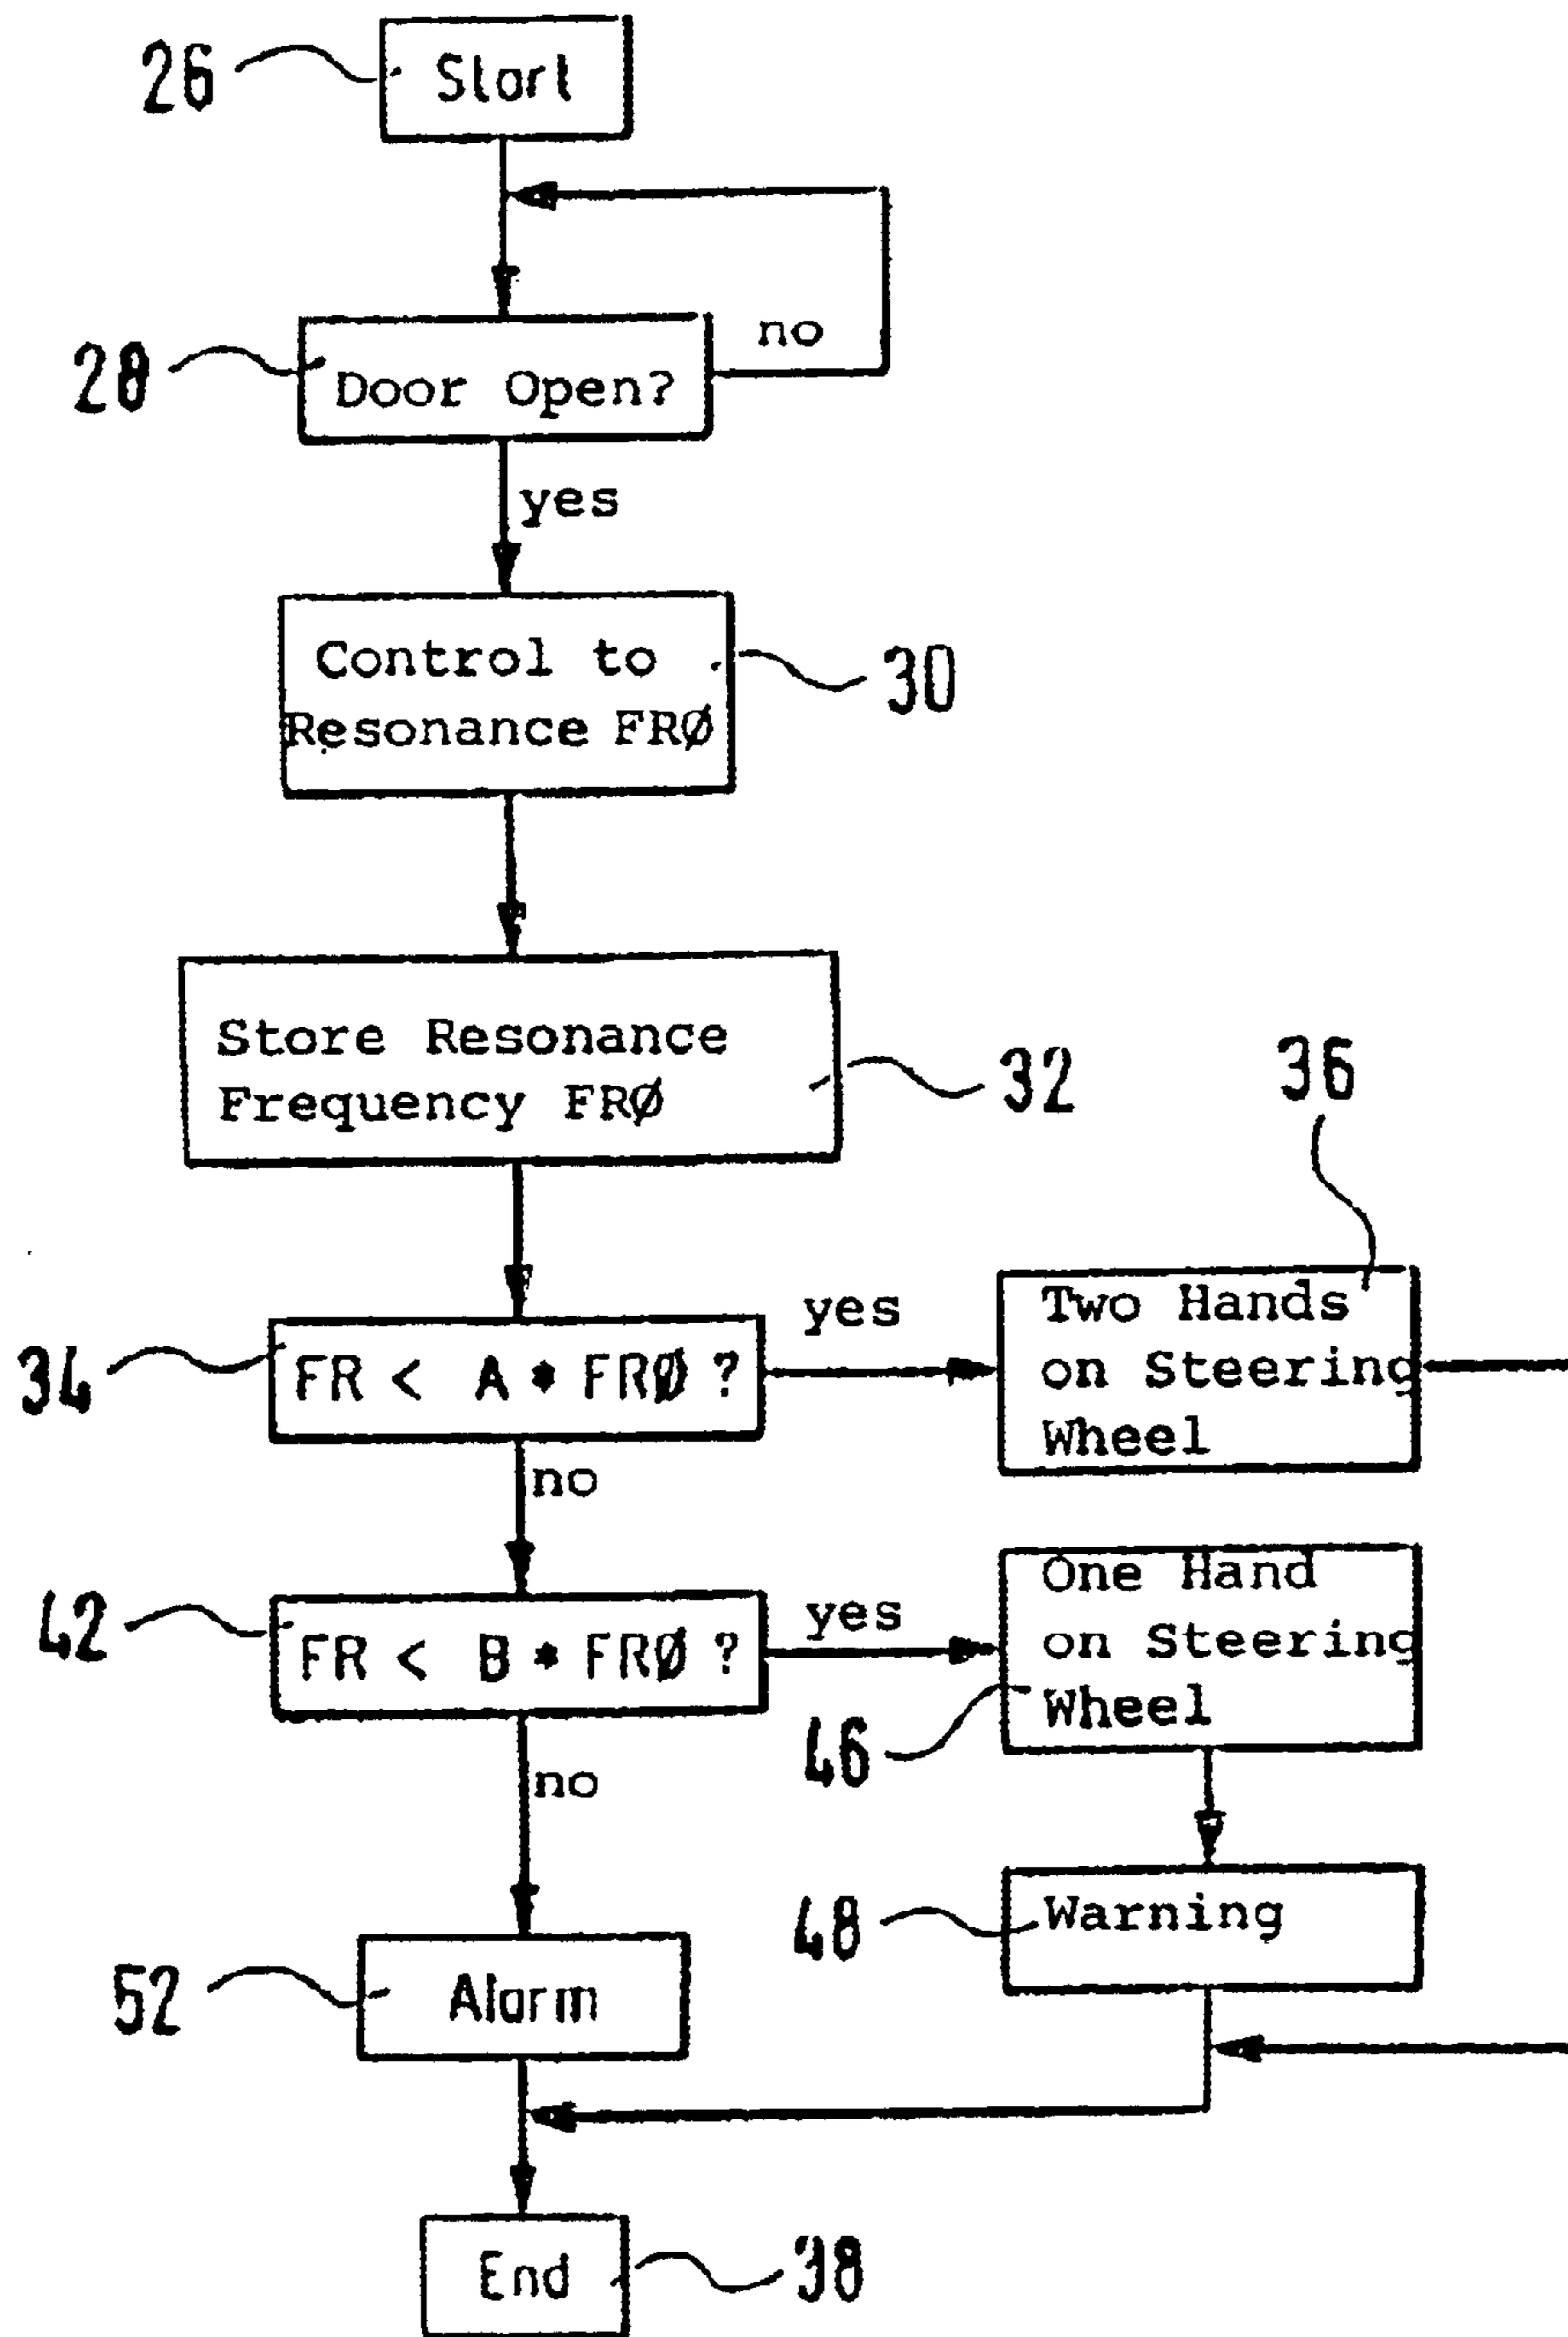 26
Start
no
28
Door Open?
yes
Control to
Resonance FRØ
30
Store Resonance
Frequency FRØ
32
36
34
FR < A * FRØ ?
yes
Two Hands
on Steering
Wheel
no
42
FR < B * FRØ ?
yes
One Hand
on Steering
Wheel
46
no
48
Warning
52
Alarm
End
38